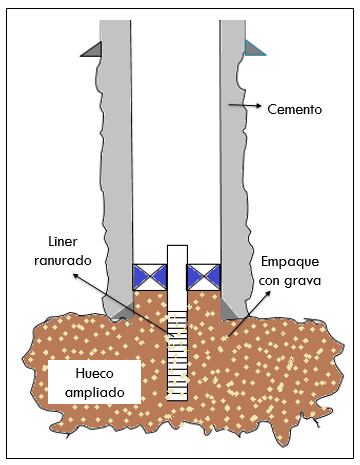 Cemento
Liner
ranurado
Empaque
con grava
Hueco
ampliado